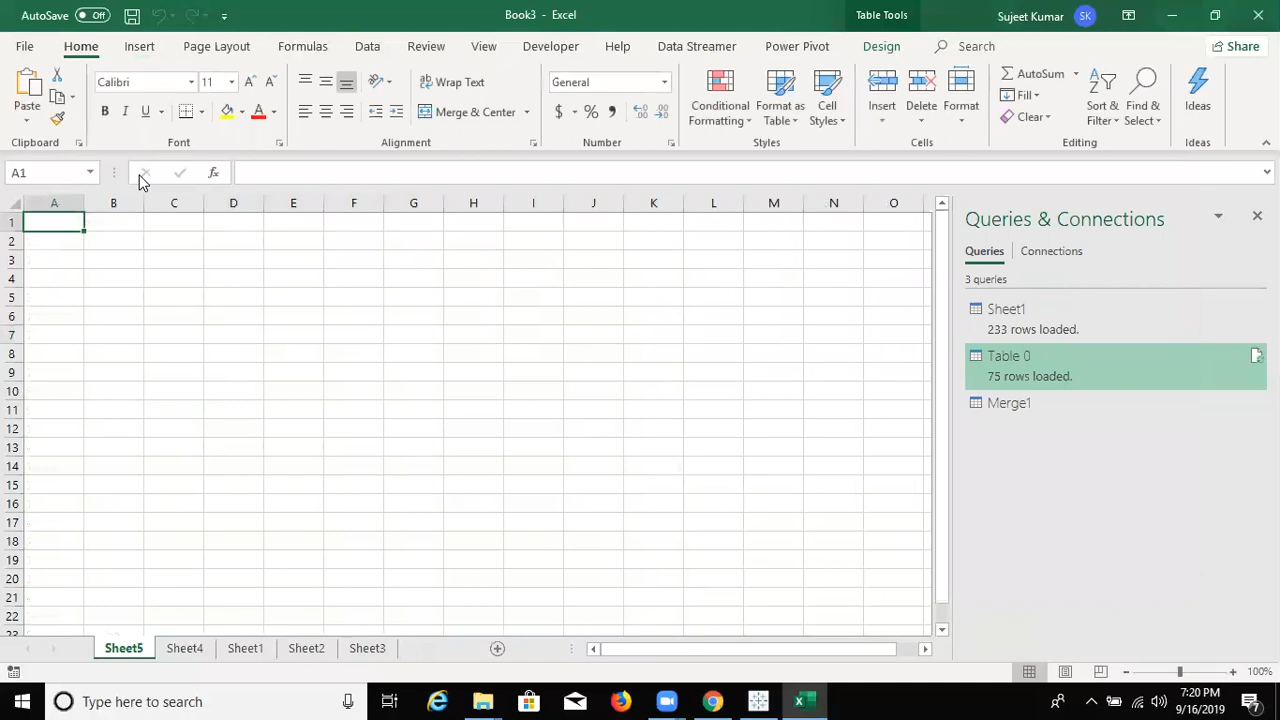 AutoSave Off Book3 - Excel Table Tools Sujeet Kumar SK
File Home Insert Page Layout Formulas Data Review View Developer Help Data Streamer Power Pivot Design Search Share
Paste Calibri 11 Wrap Text General Conditional Formatting Format as Table Cell Styles Insert Delete Format AutoSum Fill Clear Sort & Filter Find & Select Ideas
B I U A Merge & Center $ % ,
Clipboard Font Alignment Number Styles Cells Editing Ideas
A1 fx
A B C D E F G H I J K L M N O
1
2
3
4
5
6
7
8
9
10
11
12
13
14
15
16
17
18
19
20
21
22
23
Queries & Connections
Queries Connections
3 queries
Sheet1
233 rows loaded.
Table 0
75 rows loaded.
Merge1
Sheet5 Sheet4 Sheet1 Sheet2 Sheet3
100%
Type here to search
7:20 PM
9/16/2019
7